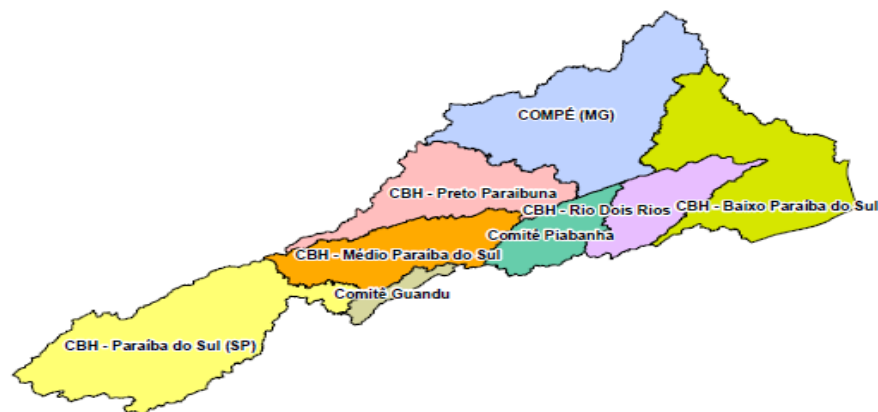 COMPÉ (MG)
CBH - Preto Paraibuna
CBH - Rio Dois Rios
CBH - Baixo Paraíba do Sul
Comitê Piabanha
CBH - Médio Paraíba do Sul
Comitê Guandu
CBH - Paraíba do Sul (SP)